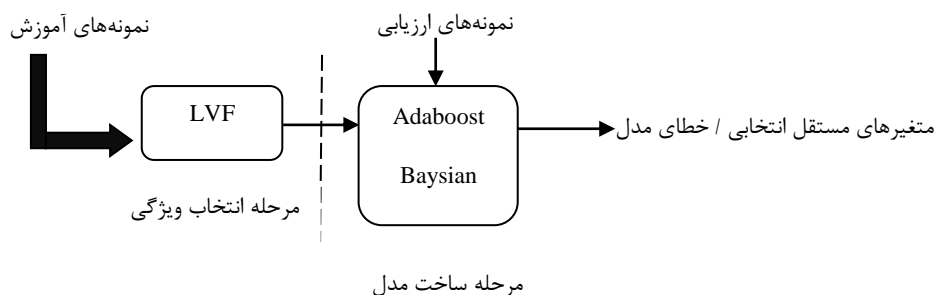 نمونه‌های آموزش
نمونه‌های ارزیابی
LVF
Adaboost
Baysian
متغیرهای مستقل انتخابی / خطای مدل
مرحله انتخاب ویژگی
مرحله ساخت مدل